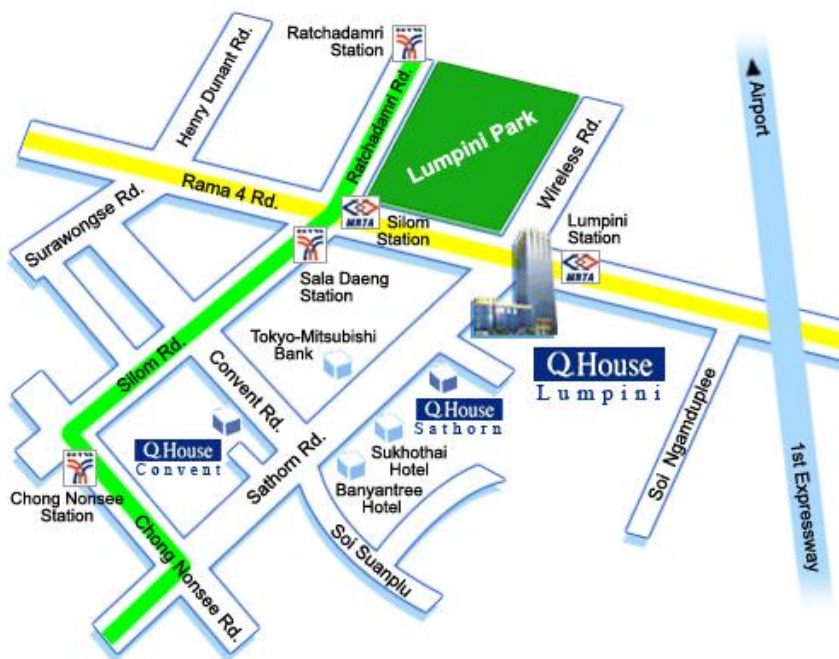 Ratchadamri
Station
Henry Dunant Rd.
Ratchadamri Rd.
Lumpini Park
Wireless Rd.
Airport
Rama 4 Rd.
Surawongse Rd.
MRTA
Silom
Station
Lumpini
Station
MRTA
Sala Daeng
Station
Silom Rd.
Tokyo-Mitsubishi
Bank
Convent Rd.
Q.House
Lumpini
Q.House
Sathorn
Q.House
Convent
Sathorn Rd.
Sukhothai
Hotel
Banyantree
Hotel
Soi Ngamduplee
1st Expressway
Chong Nonsee
Station
Chong Nonsee Rd.
Soi Suanplu